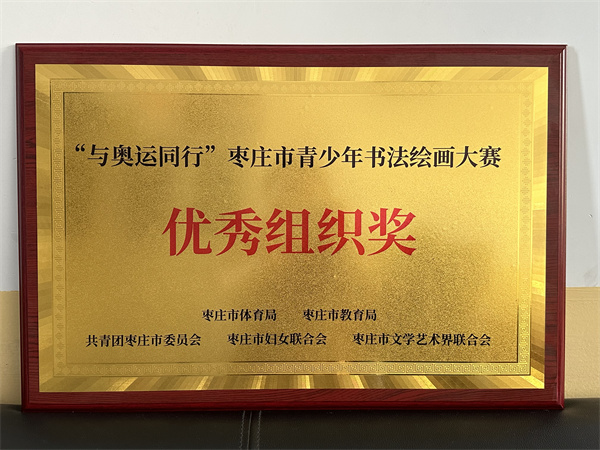 “与奥运同行”枣庄市青少年书法绘画大赛
优秀组织奖
枣庄市体育局 枣庄市教育局
共青团枣庄市委员会 枣庄市妇女联合会 枣庄市文学艺术界联合会